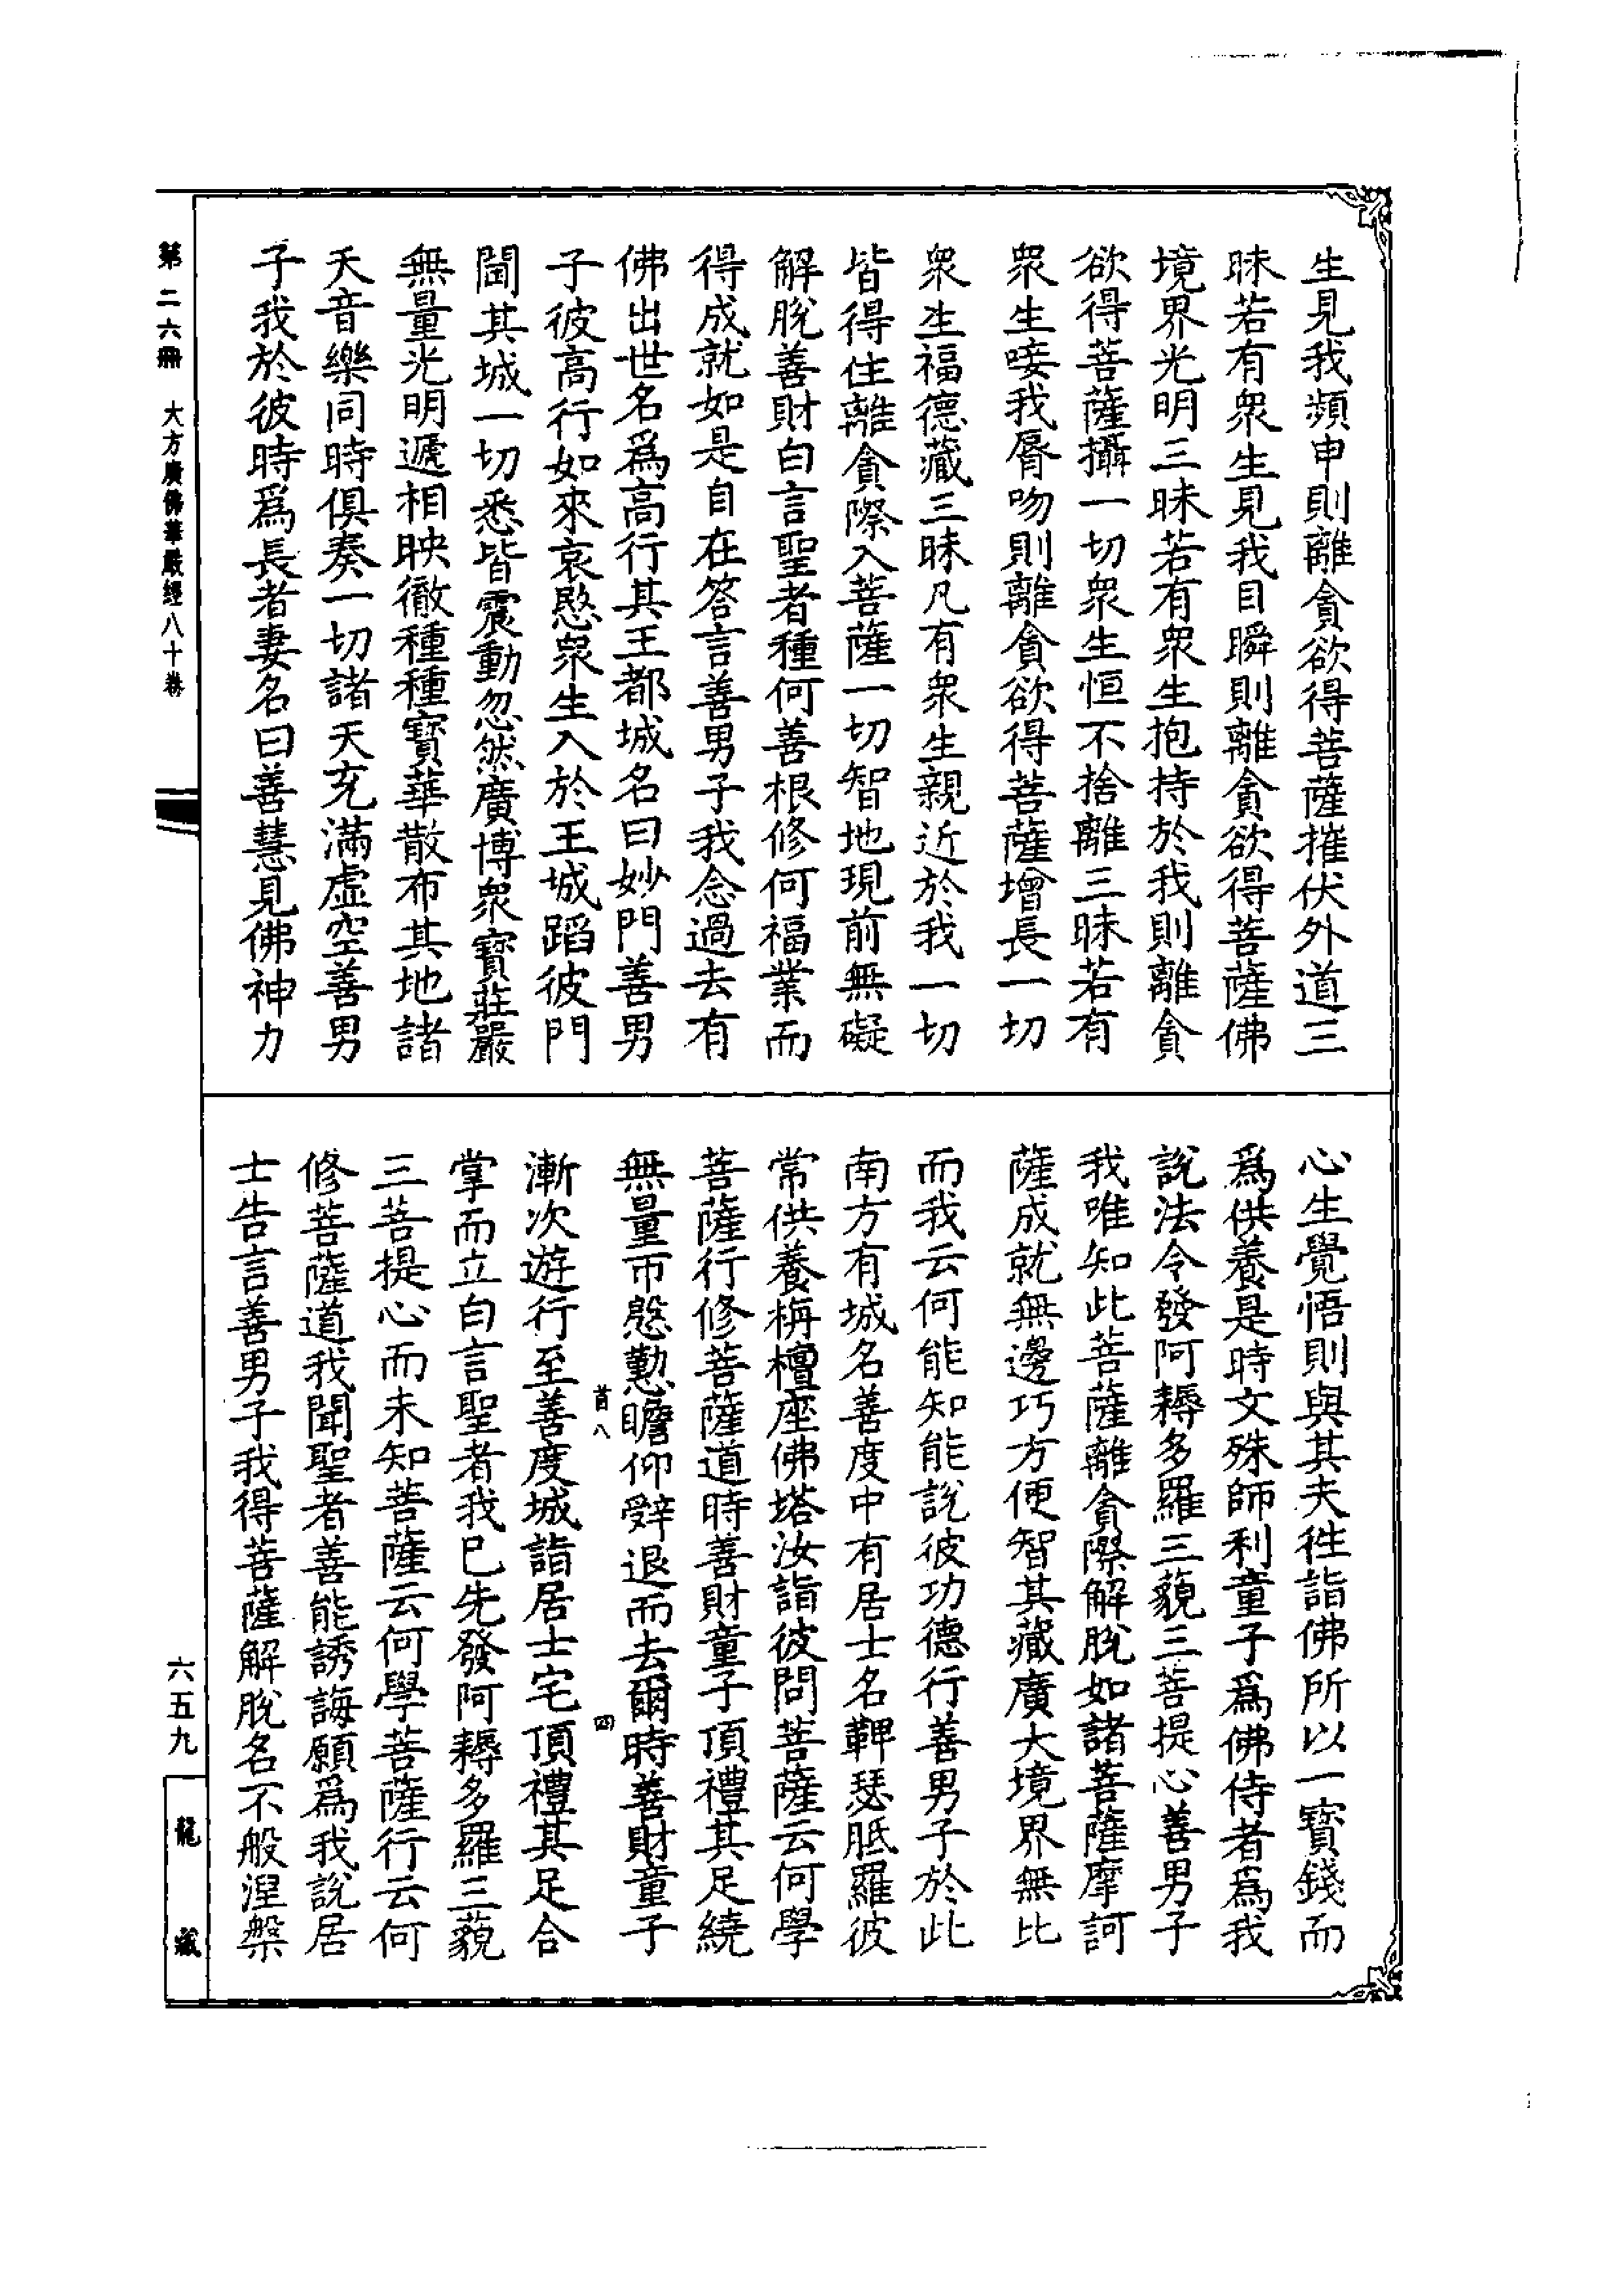 生見我頻申則離貪欲得菩薩摧伏外道三
昧若有衆生見我目瞬則離貪欲得菩薩佛
境界光明三昧若有衆生抱持於我則離貪
欲得菩薩攝一切衆生恒不捨離三昧若有
衆生唼我脣吻則離貪欲得菩薩增長一切
衆生福德藏三昧凡有衆生親近於我一切
皆得住離貪際入菩薩一切智地現前無礙
解脫善財白言聖者種何善根修何福業而
得成就如是自在答言善男子我念過去有
佛出世名爲高行其王都城名曰妙門善男
子彼高行如來哀愍衆生入於王城蹈彼門
閫其城一切悉皆震動忽然廣博衆寶莊嚴
無量光明遞相映徹種種寶華散布其地諸
天音樂同時俱奏一切諸天充滿虛空善男
子我於彼時爲長者妻名曰善慧見佛神力
心生覺悟則與其夫徃詣佛所以一寶錢而
爲供養是時文殊師利童子爲佛侍者爲我
說法令發阿耨多羅三藐三菩提心善男子
我唯知此菩薩離貪際解脫如諸菩薩摩訶
薩成就無邊巧方便智其藏廣大境界無比
而我云何能知能說彼功德行善男子於此
南方有城名善度中有居士名鞞瑟胝羅彼
常供養栴檀座佛塔汝詣彼問菩薩云何學
菩薩行修菩薩道時善財童子頂禮其足繞
無量帀慇懃瞻仰辭退而去爾時善財童子
首八 四
漸次遊行至善度城詣居士宅頂禮其足合
掌而立白言聖者我已先發阿耨多羅三藐
三菩提心而未知菩薩云何學菩薩行云何
修菩薩道我聞聖者善能誘誨願爲我說居
士告言善男子我得菩薩解脫名不般涅槃
第二六冊 大方廣佛華嚴經八十卷
六五九
龍藏